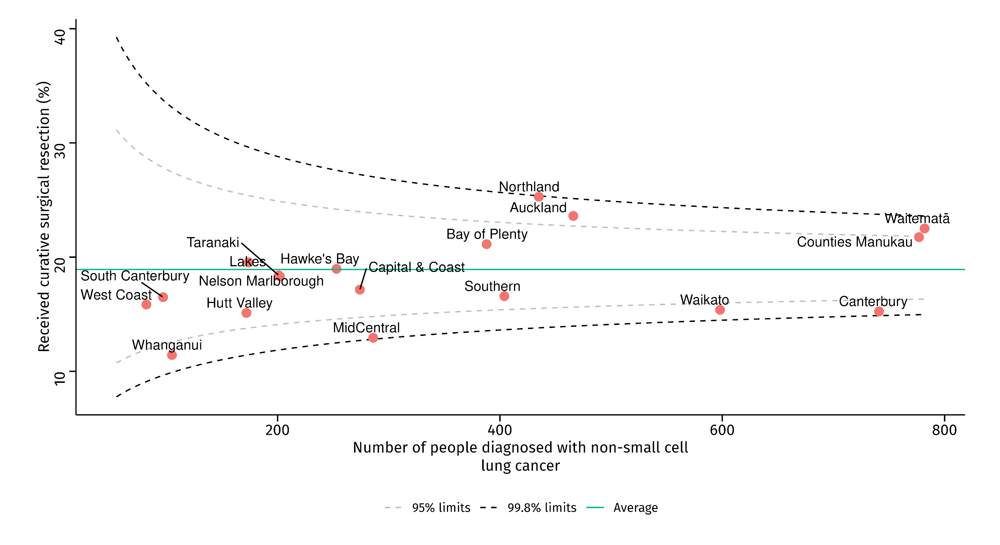 Received curative surgical resection (%)
40
30
20
10
Northland
Auckland
Waitematā
Bay of Plenty
Counties Manukau
Taranaki
Lakes
Hawke's Bay
Capital & Coast
South Canterbury
Nelson Marlborough
Southern
West Coast
Hutt Valley
Waikato
Canterbury
MidCentral
Whanganui
200
400
600
800
Number of people diagnosed with non-small cell
lung cancer
95% limits
99.8% limits
Average